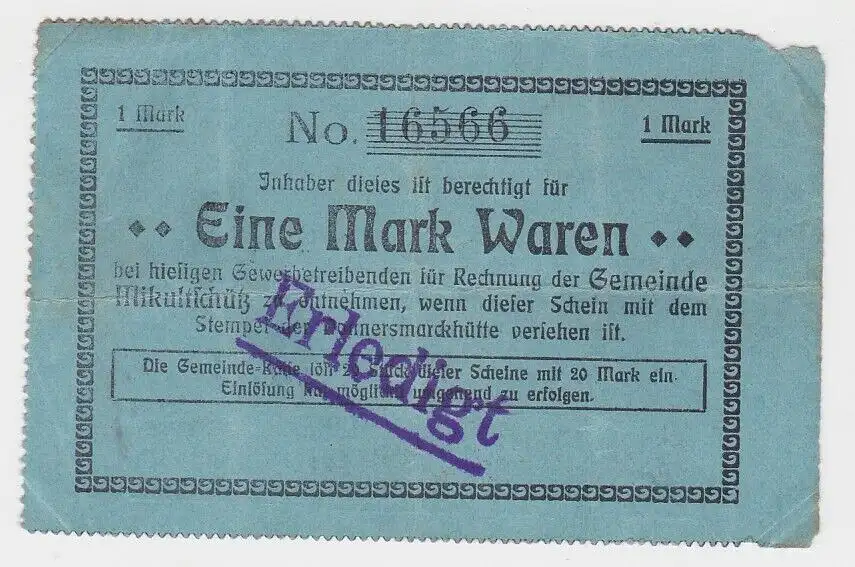 1 Mark
No. 16566
1 Mark
Inhaber dieses ist berechtigt für
Eine Mark Waren
bei hiesigen Gewerbetreibenden für Rechnung der Gemeinde
Mikultschütz zu entnehmen, wenn dieser Schein mit dem
Stempel der Donnersmarckhütte versehen ist.
Die Gemeinde-Kasse löst 20 Stück dieser Scheine mit 20 Mark ein.
Einlösung hat möglichst umgehend zu erfolgen.
Erledigt